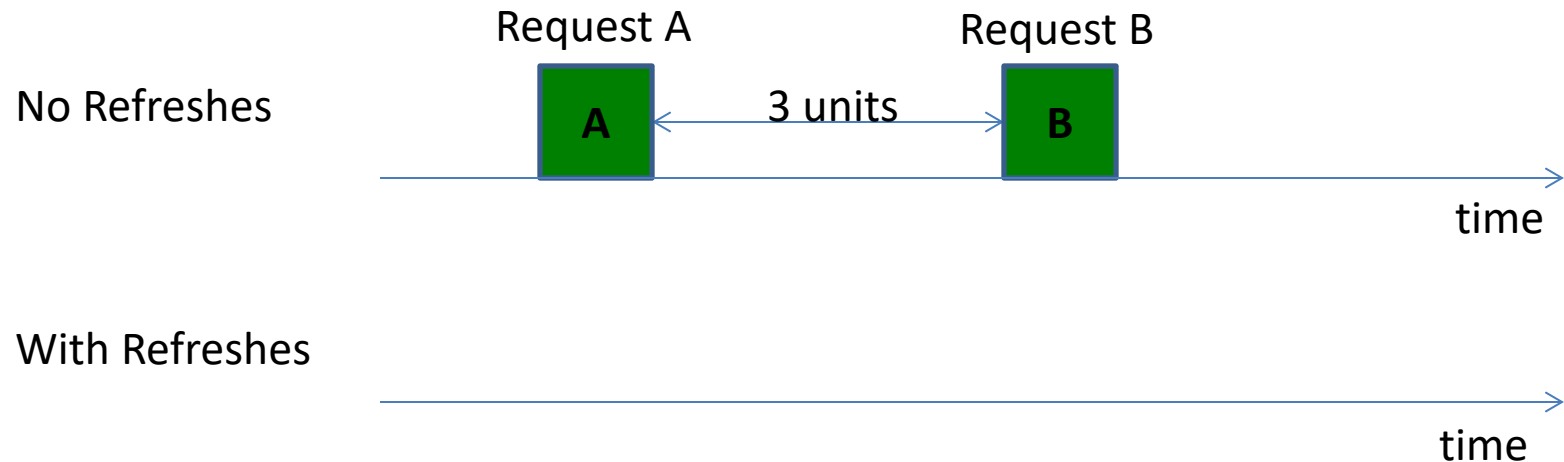 Request A
Request B
No Refreshes
A
3 units
B
time
With Refreshes
time